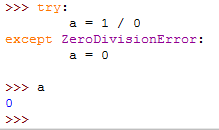 >>> try:
        a = 1 / 0
except ZeroDivisionError:
        a = 0

>>> a
0
>>>